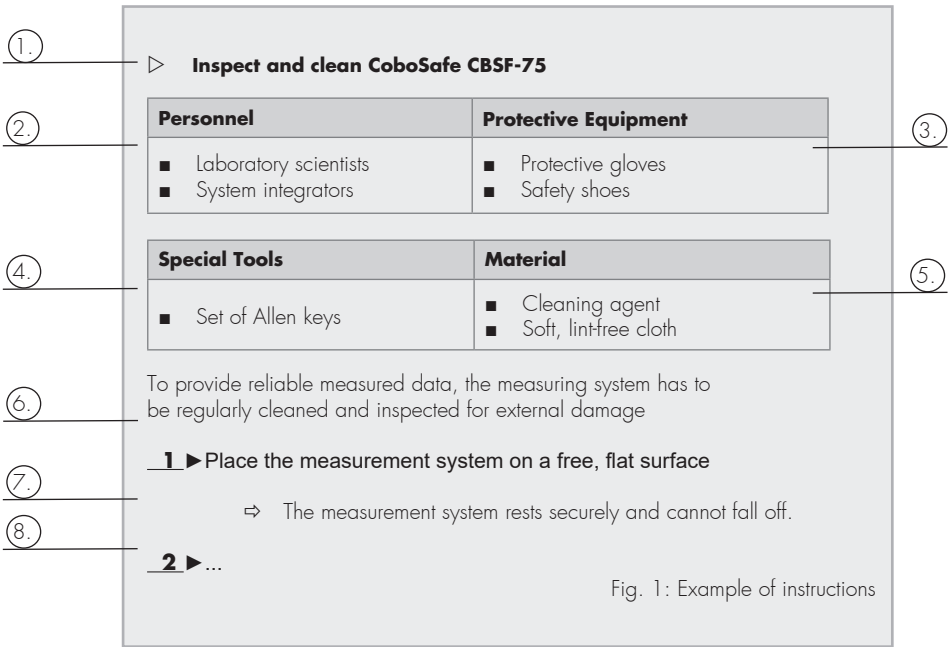 1.
▷ Inspect and clean CoboSafe CBSF-75
2.
Personnel Protective Equipment
3.
■ Laboratory scientists ■ Protective gloves
■ System integrators ■ Safety shoes
4.
Special Tools Material
5.
■ Set of Allen keys ■ Cleaning agent
■ Soft, lint-free cloth
To provide reliable measured data, the measuring system has to
6.
be regularly cleaned and inspected for external damage
1 ►Place the measurement system on a free, flat surface
7.
⇨ The measurement system rests securely and cannot fall off.
8.
2 ►...
Fig. 1: Example of instructions